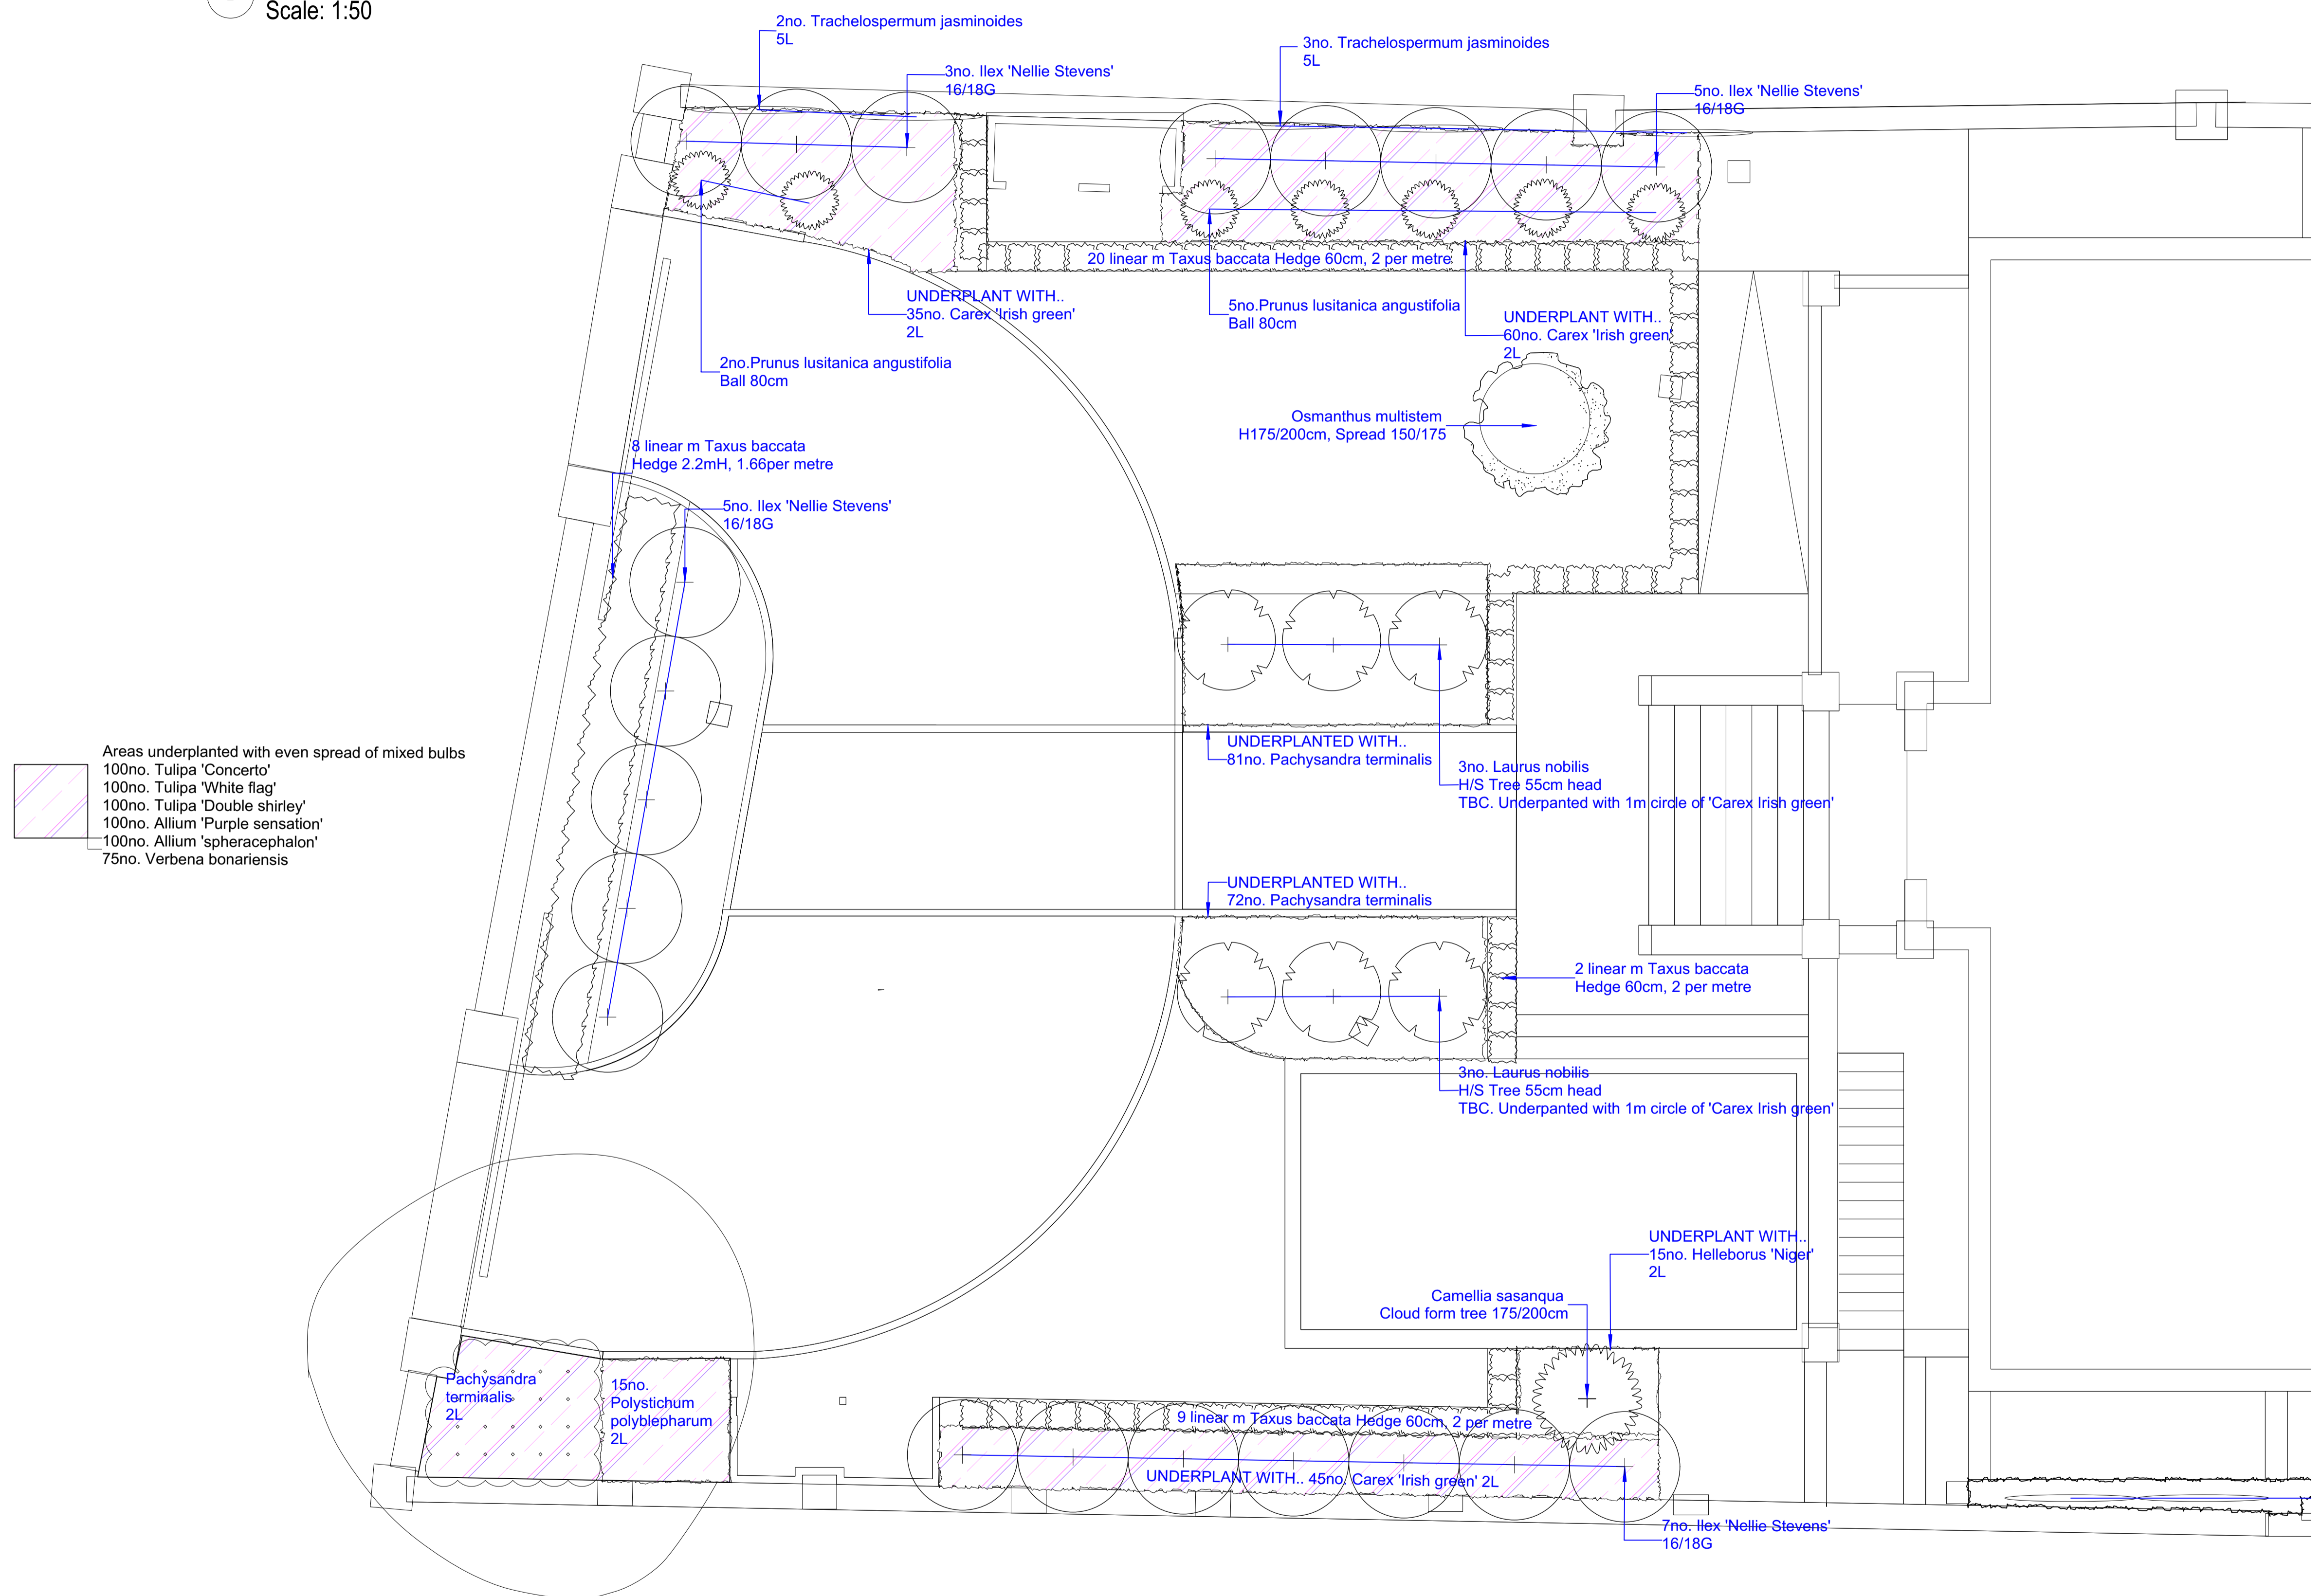 Scale: 1:50
2no. Trachelospermum jasminoides
5L
3no. Ilex 'Nellie Stevens'
16/18G
3no. Trachelospermum jasminoides
5L
5no. Ilex 'Nellie Stevens'
16/18G
20 linear m Taxus baccata Hedge 60cm, 2 per metre
UNDERPLANT WITH..
35no. Carex 'Irish green'
2L
5no.Prunus lusitanica angustifolia
Ball 80cm
UNDERPLANT WITH..
60no. Carex 'Irish green'
2L
2no.Prunus lusitanica angustifolia
Ball 80cm
Osmanthus multistem
H175/200cm, Spread 150/175
8 linear m Taxus baccata
Hedge 2.2mH, 1.66per metre
5no. Ilex 'Nellie Stevens'
16/18G
UNDERPLANTED WITH..
81no. Pachysandra terminalis
3no. Laurus nobilis
H/S Tree 55cm head
TBC. Underpanted with 1m circle of 'Carex Irish green'
Areas underplanted with even spread of mixed bulbs
100no. Tulipa 'Concerto'
100no. Tulipa 'White flag'
100no. Tulipa 'Double shirley'
100no. Allium 'Purple sensation'
100no. Allium 'spheracephalon'
75no. Verbena bonariensis
UNDERPLANTED WITH..
72no. Pachysandra terminalis
2 linear m Taxus baccata
Hedge 60cm, 2 per metre
3no. Laurus nobilis
H/S Tree 55cm head
TBC. Underpanted with 1m circle of 'Carex Irish green'
UNDERPLANT WITH..
15no. Helleborus 'Niger'
2L
Camellia sasanqua
Cloud form tree 175/200cm
Pachysandra
terminalis
2L
15no.
Polystichum
polyblepharum
2L
9 linear m Taxus baccata Hedge 60cm, 2 per metre
UNDERPLANT WITH.. 45no. Carex 'Irish green' 2L
7no. Ilex 'Nellie Stevens'
16/18G